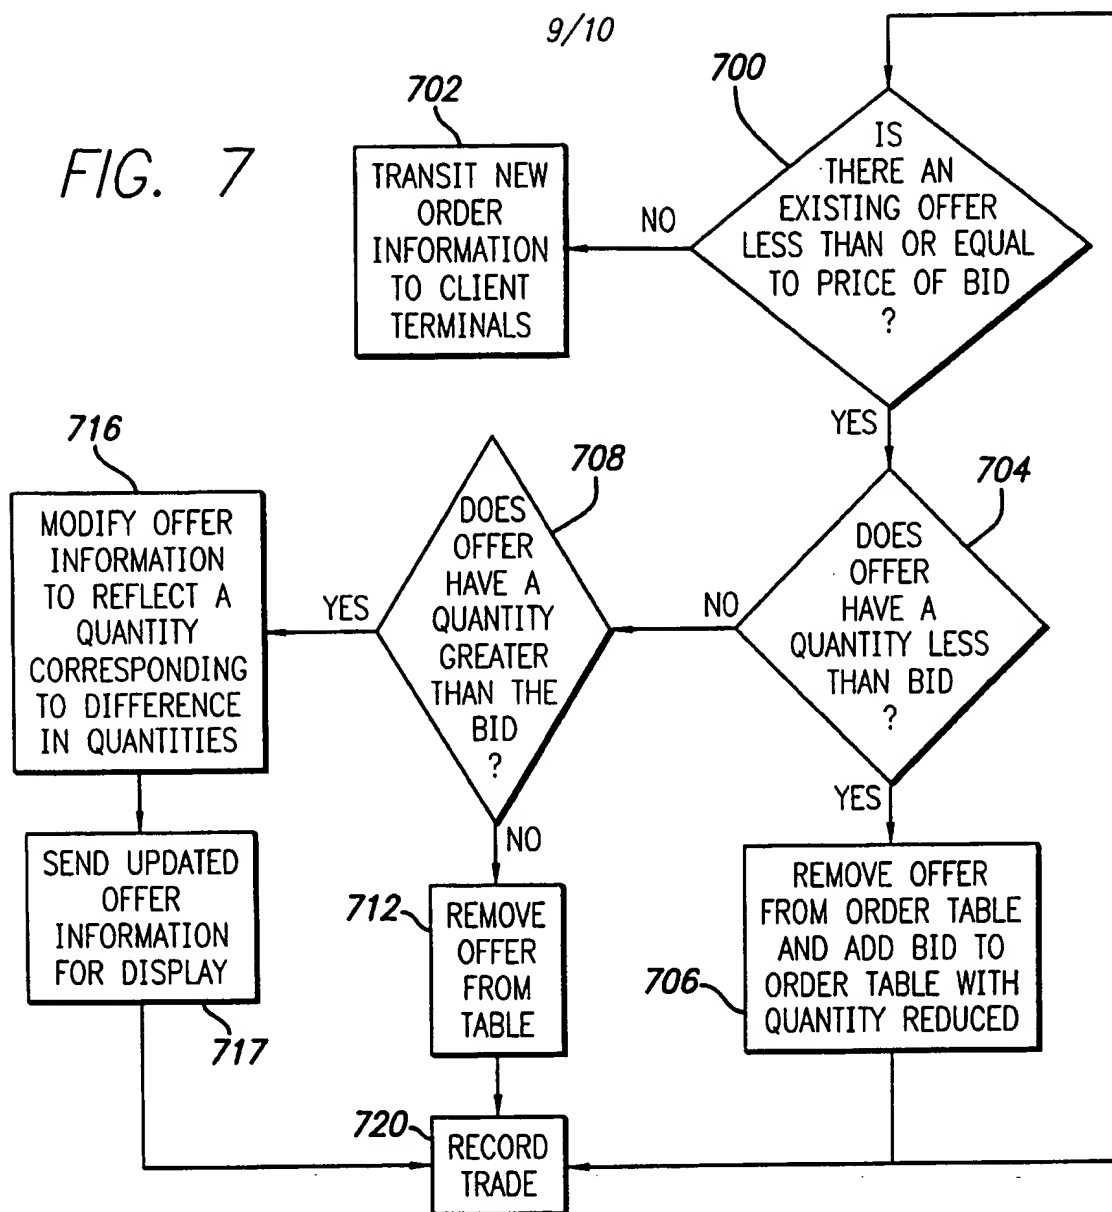 9/10
FIG. 7
702
TRANSIT NEW
ORDER
INFORMATION
TO CLIENT
TERMINALS
700
IS
THERE AN
EXISTING OFFER
LESS THAN OR EQUAL
TO PRICE OF BID
?
NO
YES
704
DOES
OFFER
HAVE A
QUANTITY LESS
THAN BID
?
NO
YES
708
DOES
OFFER
HAVE A
QUANTITY
GREATER
THAN THE
BID
?
YES
NO
716
MODIFY OFFER
INFORMATION
TO REFLECT A
QUANTITY
CORRESPONDING
TO DIFFERENCE
IN QUANTITIES
SEND UPDATED
OFFER
INFORMATION
FOR DISPLAY
717
712
REMOVE
OFFER
FROM
TABLE
706
REMOVE OFFER
FROM ORDER TABLE
AND ADD BID TO
ORDER TABLE WITH
QUANTITY REDUCED
720
RECORD
TRADE